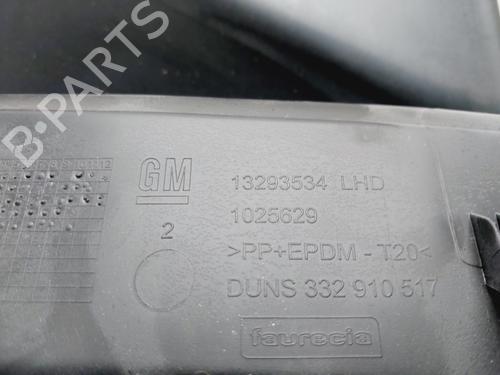 GM
2
13293534 LHD
1025629
>PP+EPDM - T20<
DUNS 332 910 517
faurecia
B-PARTS